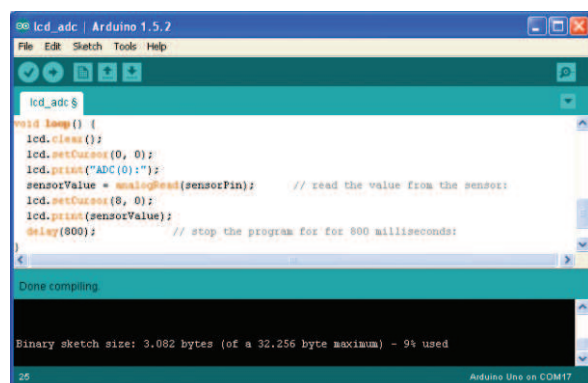 lcd_adc | Arduino 1.5.2
File Edit Sketch Tools Help
lcd_adc §
void loop() {
lcd.clear();
lcd.setCursor(0, 0);
lcd.print("ADC(0):");
sensorValue = analogRead(sensorPin); // read the value from the sensor:
lcd.setCursor(8, 0);
lcd.print(sensorValue);
delay(800); // stop the program for for 800 milliseconds:
}
Done compiling.
Binary sketch size: 3.082 bytes (of a 32.256 byte maximum) - 9% used
25 Arduino Uno on COM17